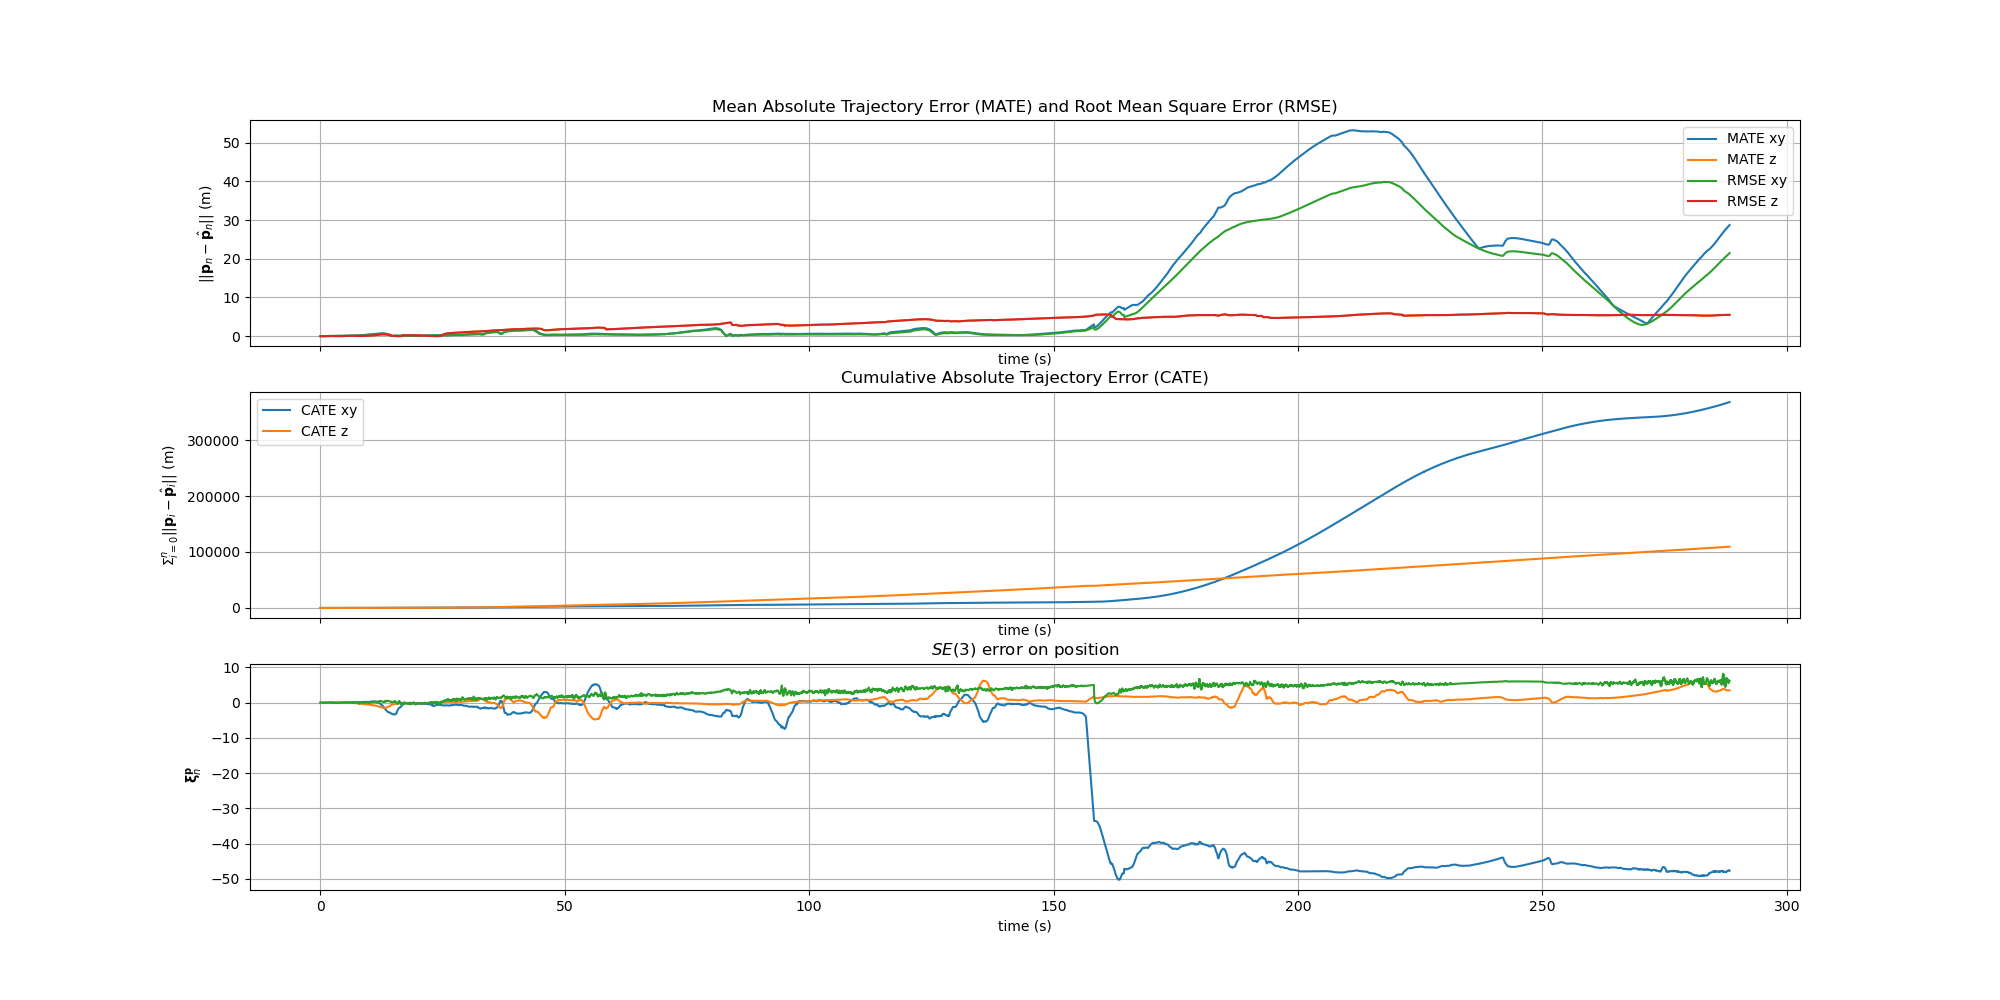 Mean Absolute Trajectory Error (MATE) and Root Mean Square Error (RMSE)
||𝐩ₙ − 𝐩̂ₙ|| (m)
50
40
30
20
10
0
MATE xy
MATE z
RMSE xy
RMSE z
time (s)
Cumulative Absolute Trajectory Error (CATE)
Σⁿᵢ₌₀||𝐩ᵢ − 𝐩̂ᵢ|| (m)
300000
200000
100000
0
CATE xy
CATE z
time (s)
SE(3) error on position
𝛏ₙᵖ
10
0
−10
−20
−30
−40
−50
0 50 100 150 200 250 300
time (s)